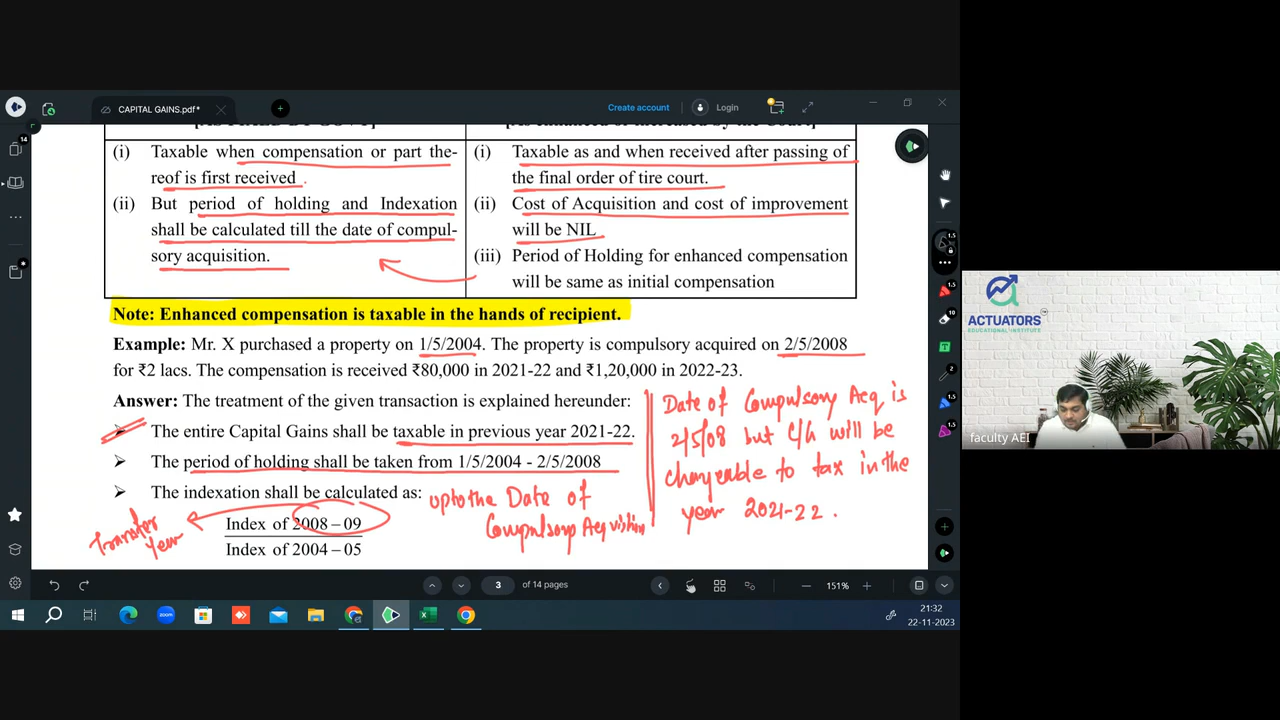 CAPITAL GAINS.pdf*
Create account
Login
(i) Taxable when compensation or part the-
reof is first received
(ii) But period of holding and Indexation
shall be calculated till the date of compul-
sory acquisition.
(i) Taxable as and when received after passing of
the final order of tire court.
(ii) Cost of Acquisition and cost of improvement
will be NIL
(iii) Period of Holding for enhanced compensation
will be same as initial compensation
Note: Enhanced compensation is taxable in the hands of recipient.
Example: Mr. X purchased a property on 1/5/2004. The property is compulsory acquired on 2/5/2008
for ₹2 lacs. The compensation is received ₹80,000 in 2021-22 and ₹1,20,000 in 2022-23.
Answer: The treatment of the given transaction is explained hereunder:
The entire Capital Gains shall be taxable in previous year 2021-22.
The period of holding shall be taken from 1/5/2004 - 2/5/2008
The indexation shall be calculated as:
upto the Date of
Compulsory Acquisition
Index of 2008 – 09
Index of 2004 – 05
Transfer
year
Date of Compulsory Acq is
2/5/08 but C/G will be
chargeable to tax in the
year 2021-22.
3 of 14 pages
151%
21:32
22-11-2023
ACTUATORS
EDUCATIONAL INSTITUTE
faculty AEI